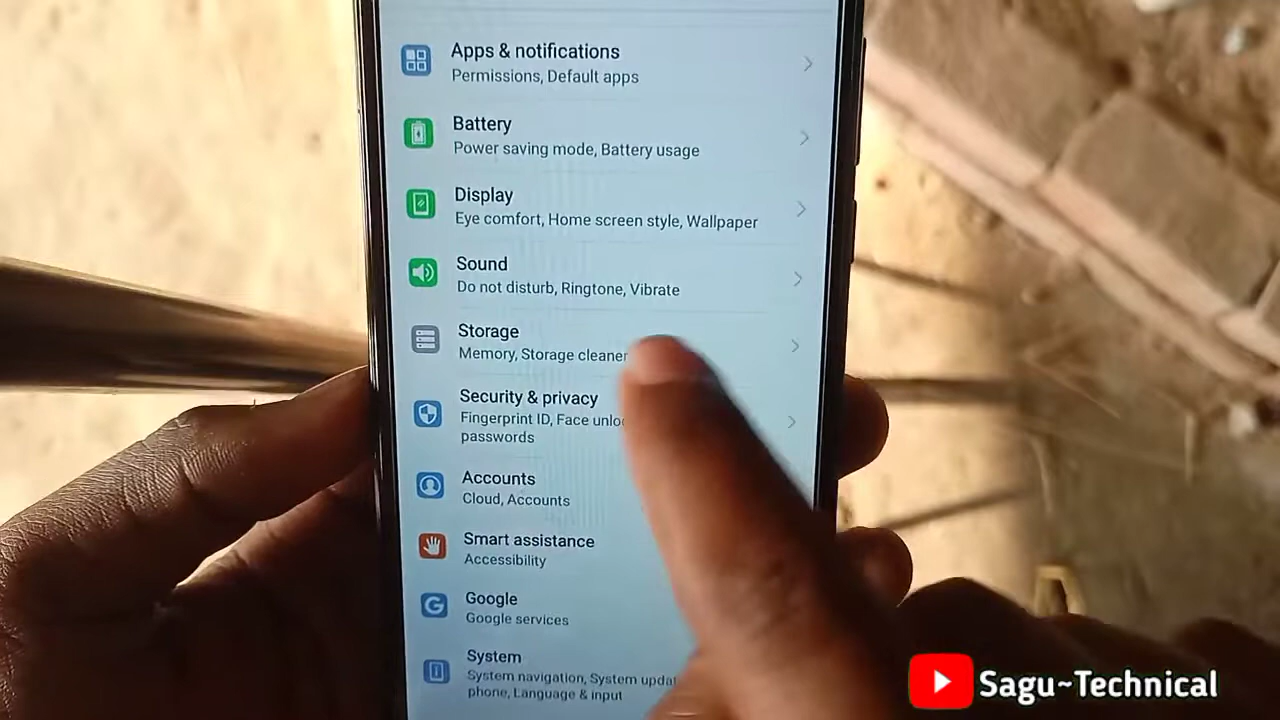 Apps & notifications
Permissions, Default apps
Battery
Power saving mode, Battery usage
Display
Eye comfort, Home screen style, Wallpaper
Sound
Do not disturb, Ringtone, Vibrate
Storage
Memory, Storage cleaner
Security & privacy
Fingerprint ID, Face
passwords
Accounts
Cloud, Accounts
Smart assistance
Accessibility
Google
Google services
System
System navigation, System
phone, Language & input
Sagu~Technical